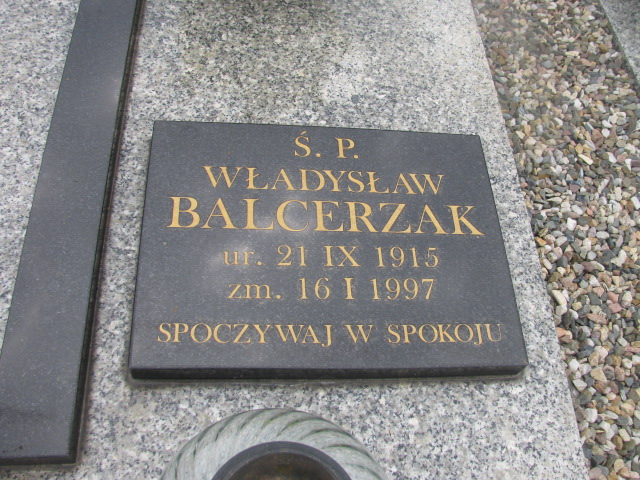 Ś. P.
WŁADYSŁAW
BALCERZAK
ur. 21 IX 1915
zm. 16 I 1997
SPOCZYWAJ W SPOKOJU